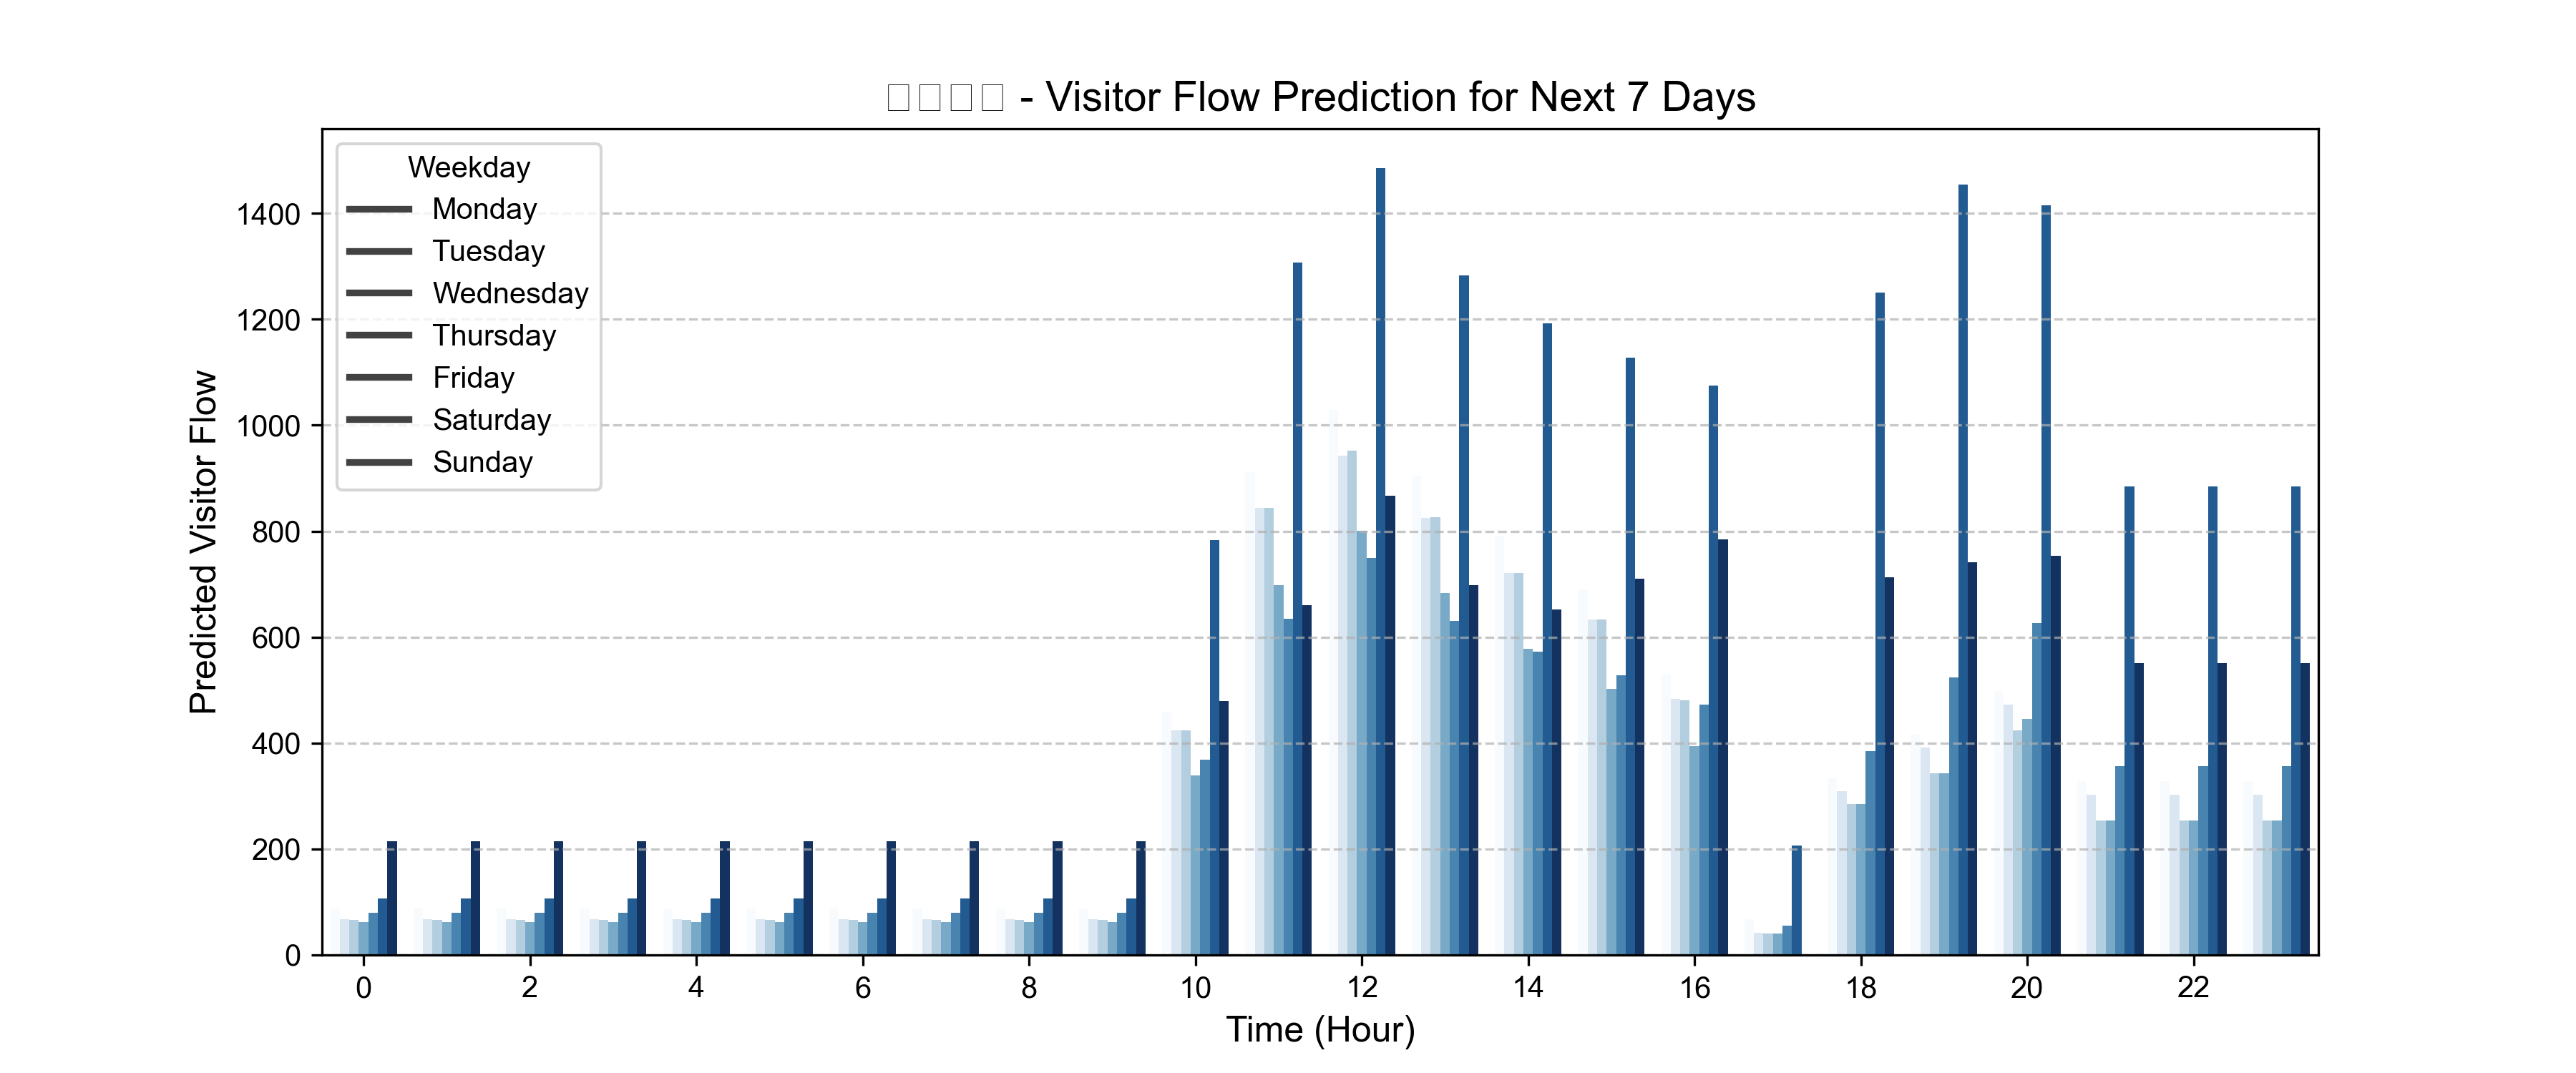 - Visitor Flow Prediction for Next 7 Days
Weekday
Monday
Tuesday
Wednesday
Thursday
Friday
Saturday
Sunday
1400
1200
1000
800
600
400
200
0
Predicted Visitor Flow
0 2 4 6 8 10 12 14 16 18 20 22
Time (Hour)